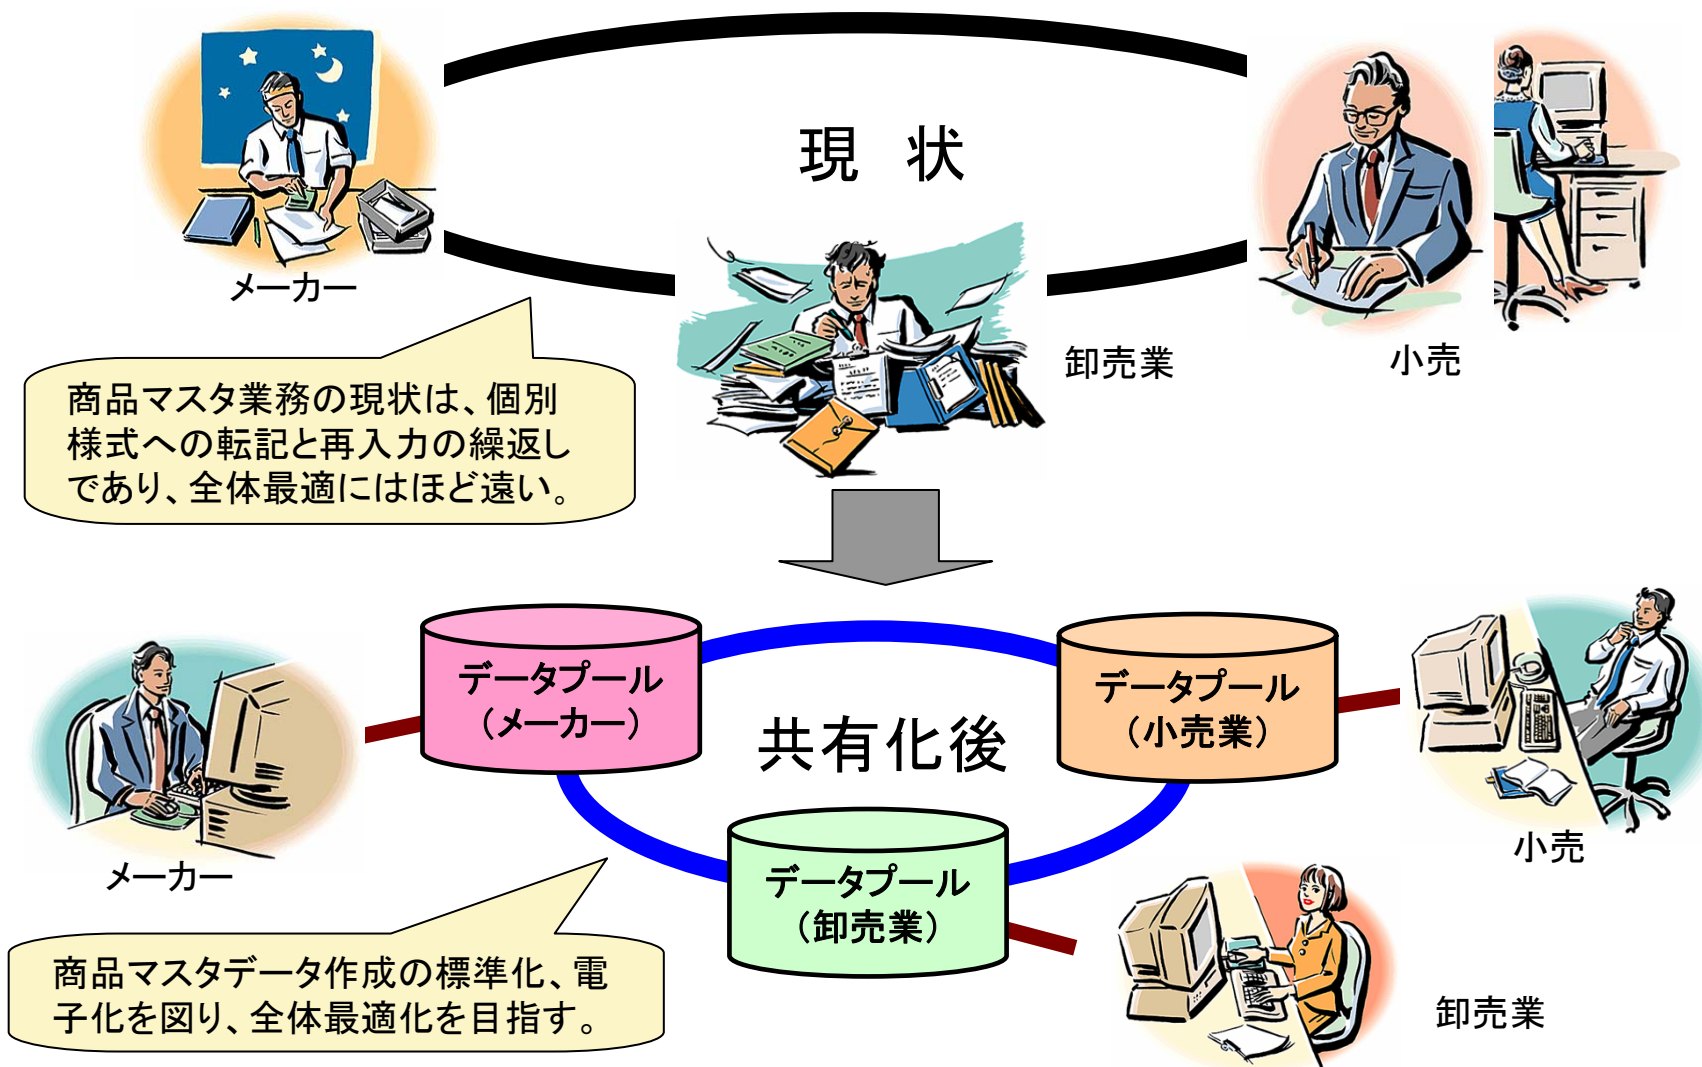 現　状
メーカー
卸売業
小売
商品マスタ業務の現状は、個別
様式への転記と再入力の繰返し
であり、全体最適にはほど遠い。
データプール
（メーカー）
データプール
（小売業）
共有化後
データプール
（卸売業）
メーカー
小売
卸売業
商品マスタデータ作成の標準化、電
子化を図り、全体最適化を目指す。